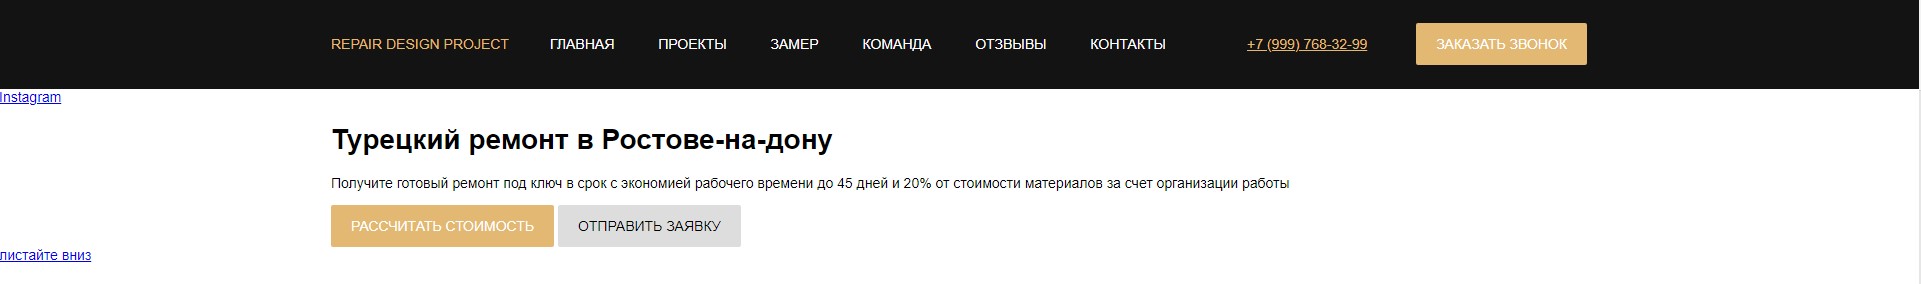 REPAIR DESIGN PROJECT ГЛАВНАЯ ПРОЕКТЫ ЗАМЕР КОМАНДА ОТЗВЫВЫ КОНТАКТЫ +7 (999) 768-32-99 ЗАКАЗАТЬ ЗВОНОК
Instagram
Турецкий ремонт в Ростове-на-дону
Получите готовый ремонт под ключ в срок с экономией рабочего времени до 45 дней и 20% от стоимости материалов за счет организации работы
РАССЧИТАТЬ СТОИМОСТЬ ОТПРАВИТЬ ЗАЯВКУ
листайте вниз